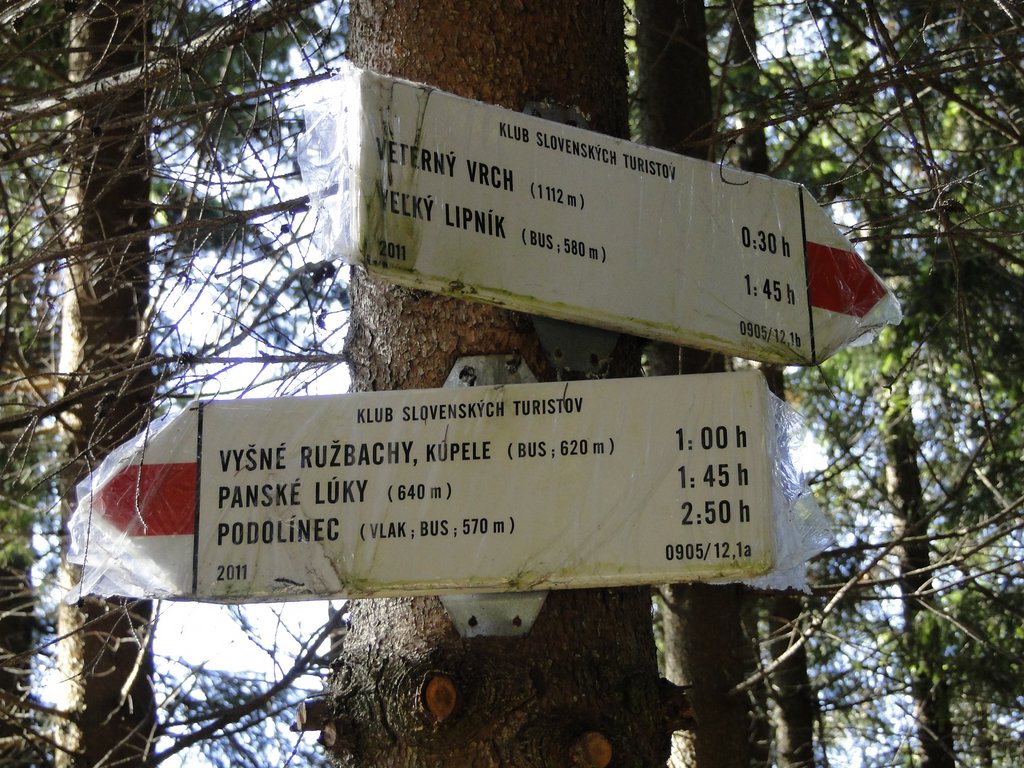 KLUB SLOVENSKÝCH TURISTOV
VETERNÝ VRCH (1 112 m)
0:30 h
VEĽKÝ LIPNÍK (BUS ; 580 m)
1:45 h
2011
0905/12,1b
KLUB SLOVENSKÝCH TURISTOV
VYŠNÉ RUŽBACHY, KÚPELE (BUS ; 620 m) 1:00 h
PANSKÉ LÚKY (640 m) 1:45 h
PODOLÍNEC (VLAK ; BUS ; 570 m) 2:50 h
2011 0905/12,1a